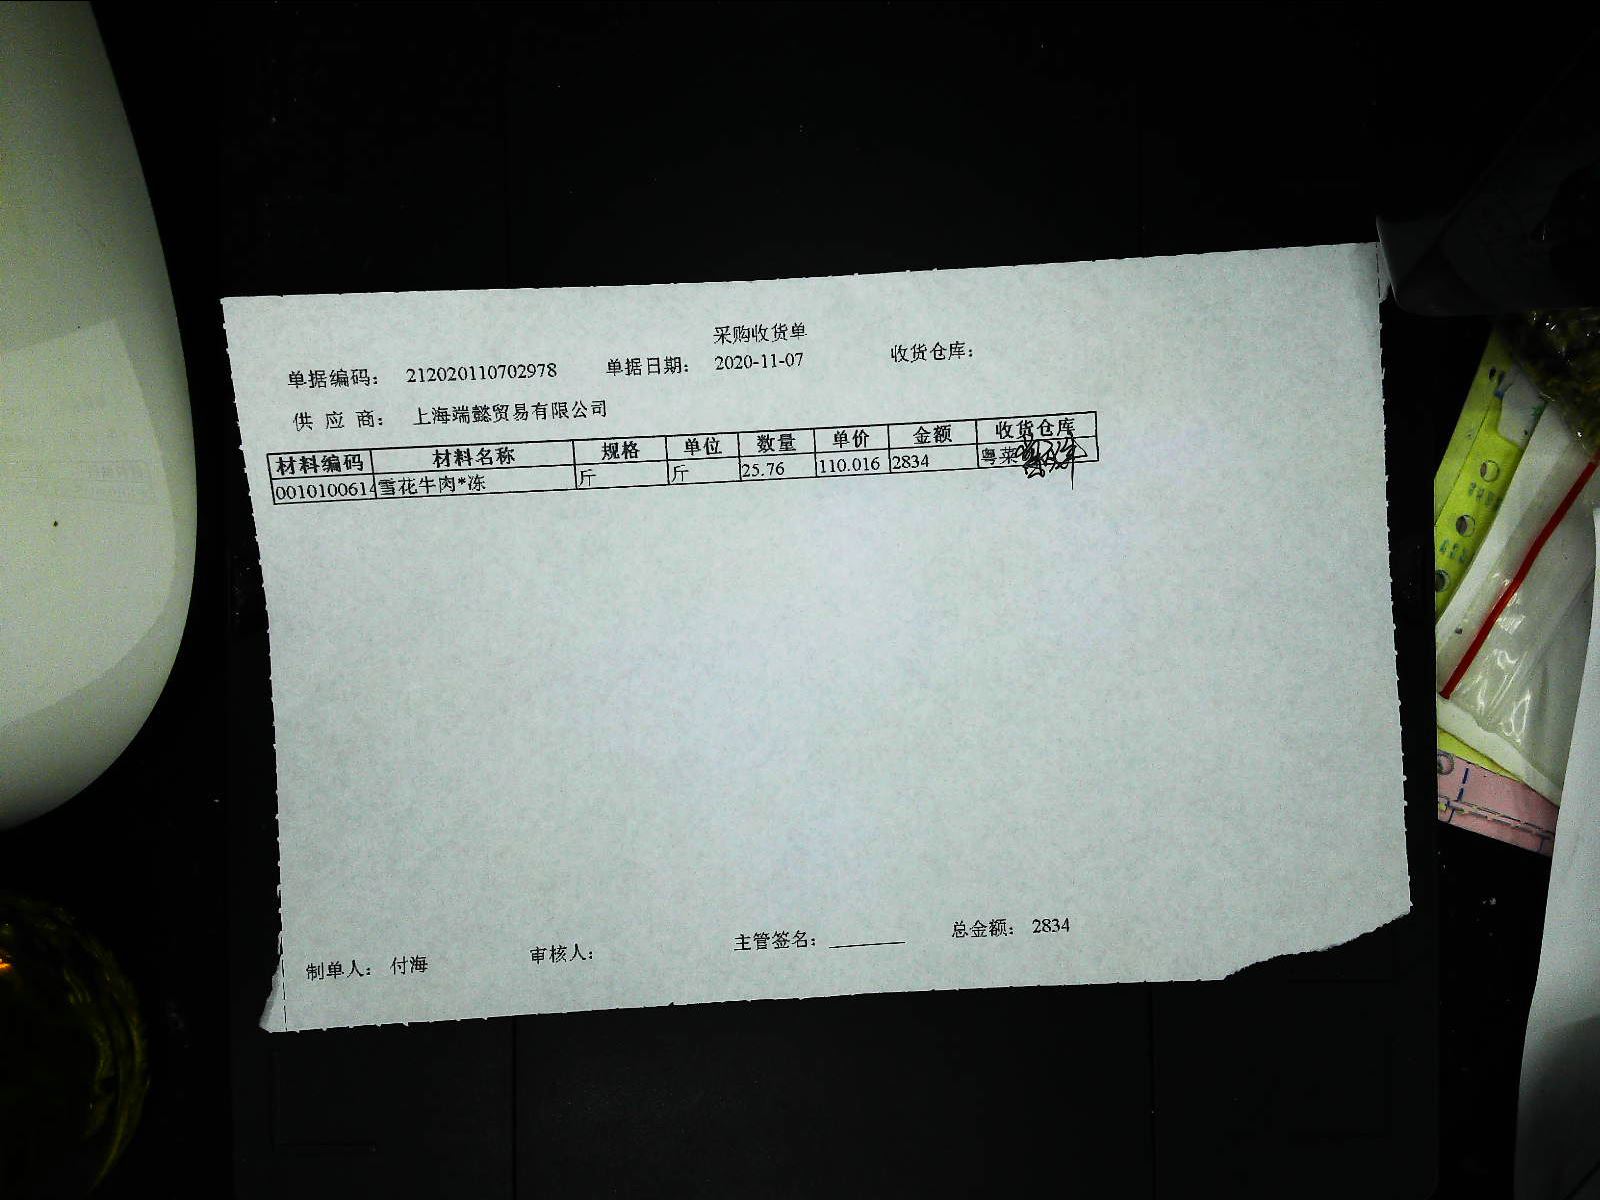 采购收货单
单据编码： 212020110702978 单据日期： 2020-11-07 收货仓库：
供 应 商： 上海端懿贸易有限公司
材料编码 材料名称 规格 单位 数量 单价 金额 收货仓库
0010100614 雪花牛肉*冻 斤 斤 25.76 110.016 2834 粤菜
制单人： 付海 审核人： 主管签名： 总金额： 2834